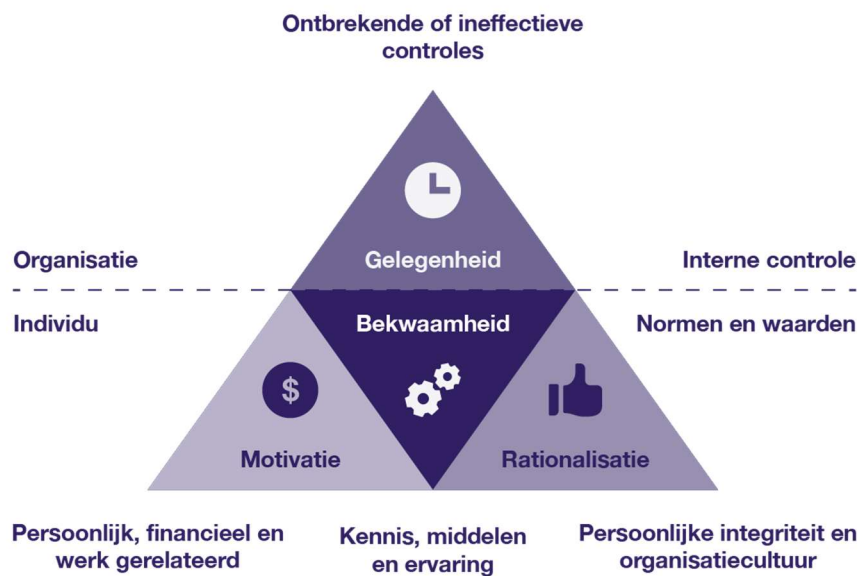 Ontbrekende of ineffectieve
controles
Organisatie
Gelegenheid
Interne controle
Individu
Bekwaamheid
Normen en waarden
$
Motivatie
Rationalisatie
Persoonlijk, financieel en
werk gerelateerd
Kennis, middelen
en ervaring
Persoonlijke integriteit en
organisatiecultuur